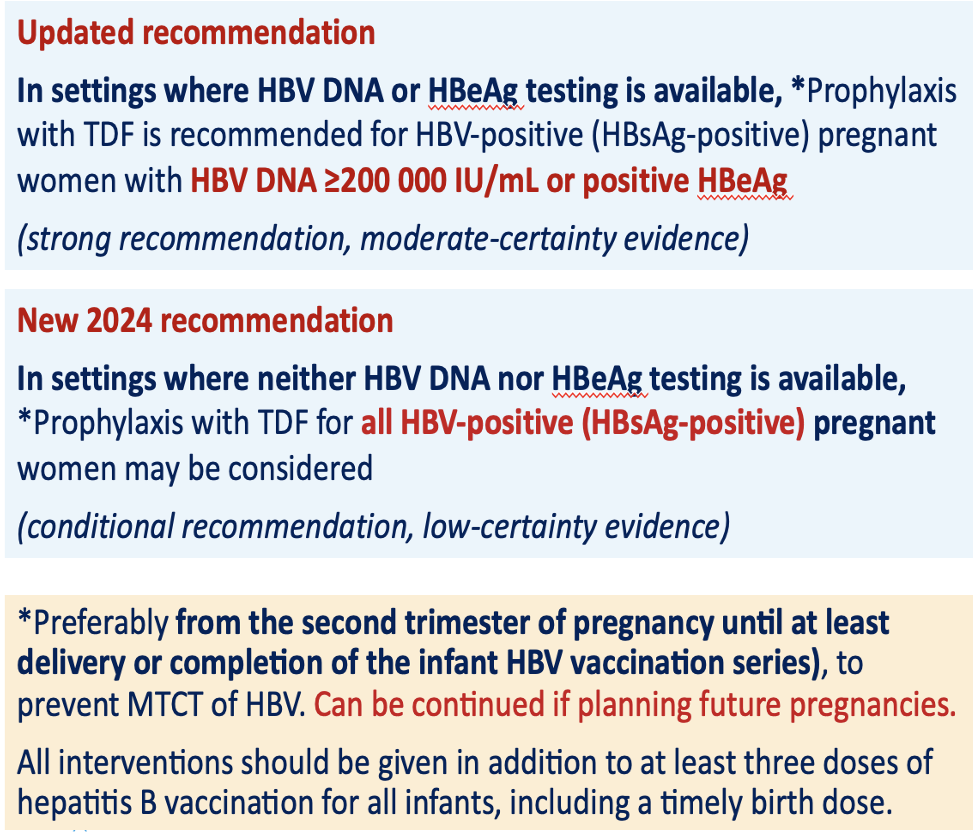 Updated recommendation
In settings where HBV DNA or HBeAg testing is available, *Prophylaxis
with TDF is recommended for HBV-positive (HBsAg-positive) pregnant
women with HBV DNA ≥200 000 IU/mL or positive HBeAg
(strong recommendation, moderate-certainty evidence)
New 2024 recommendation
In settings where neither HBV DNA nor HBeAg testing is available,
*Prophylaxis with TDF for all HBV-positive (HBsAg-positive) pregnant
women may be considered
(conditional recommendation, low-certainty evidence)
*Preferably from the second trimester of pregnancy until at least
delivery or completion of the infant HBV vaccination series), to
prevent MTCT of HBV. Can be continued if planning future pregnancies.
All interventions should be given in addition to at least three doses of
hepatitis B vaccination for all infants, including a timely birth dose.